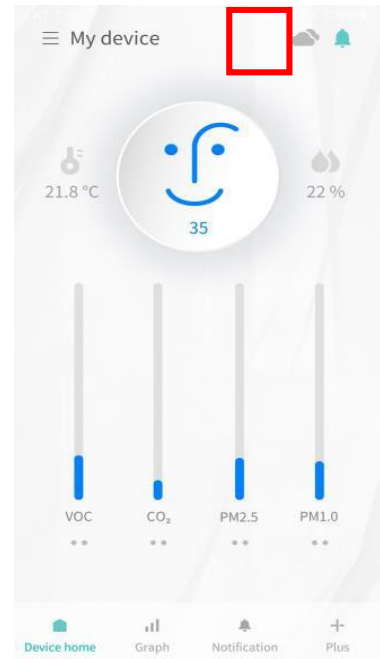 My device
21.8 °C
22 %
35
VOC
CO₂
PM2.5
PM1.0
Device home
Graph
Notification
Plus